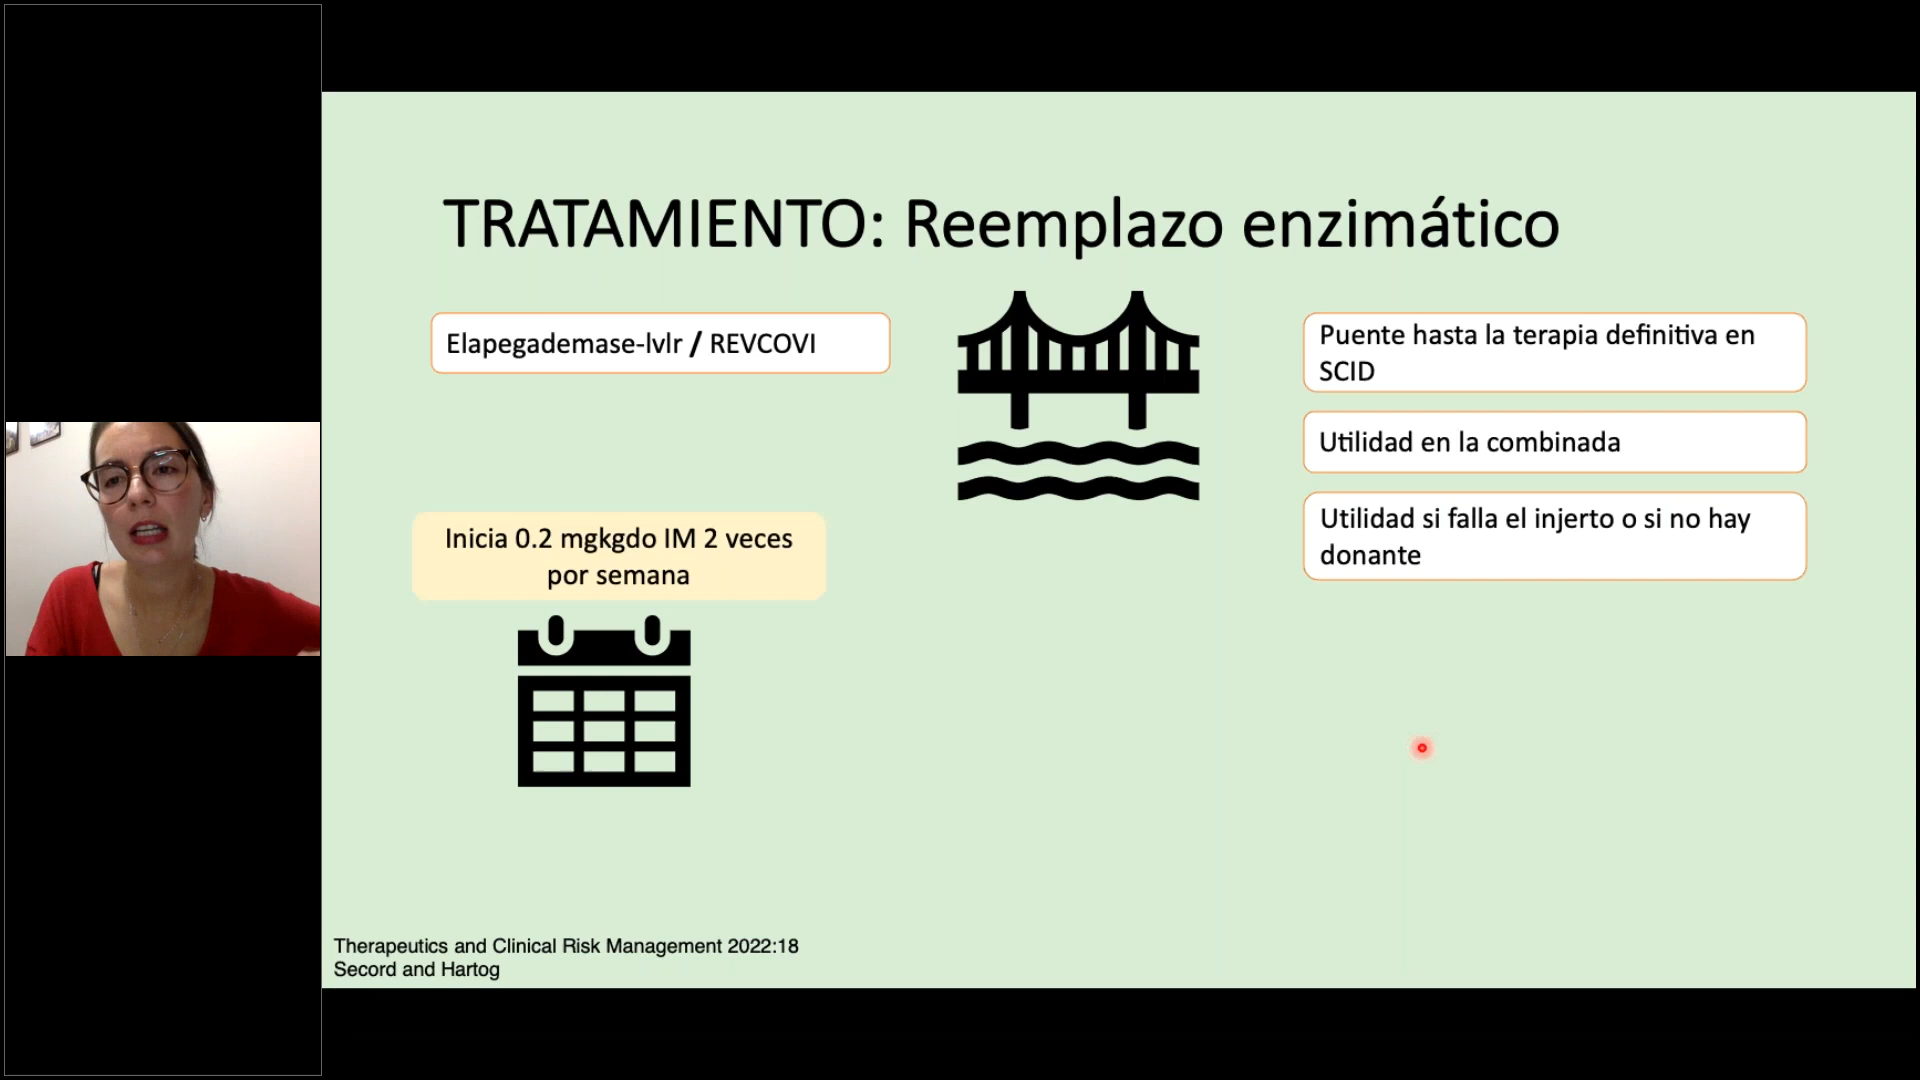 TRATAMIENTO: Reemplazo enzimático
Elapegademase-lvlr / REVCOVI
Inicia 0.2 mgkgdo IM 2 veces
por semana
Puente hasta la terapia definitiva en
SCID
Utilidad en la combinada
Utilidad si falla el injerto o si no hay
donante
Therapeutics and Clinical Risk Management 2022:18
Secord and Hartog